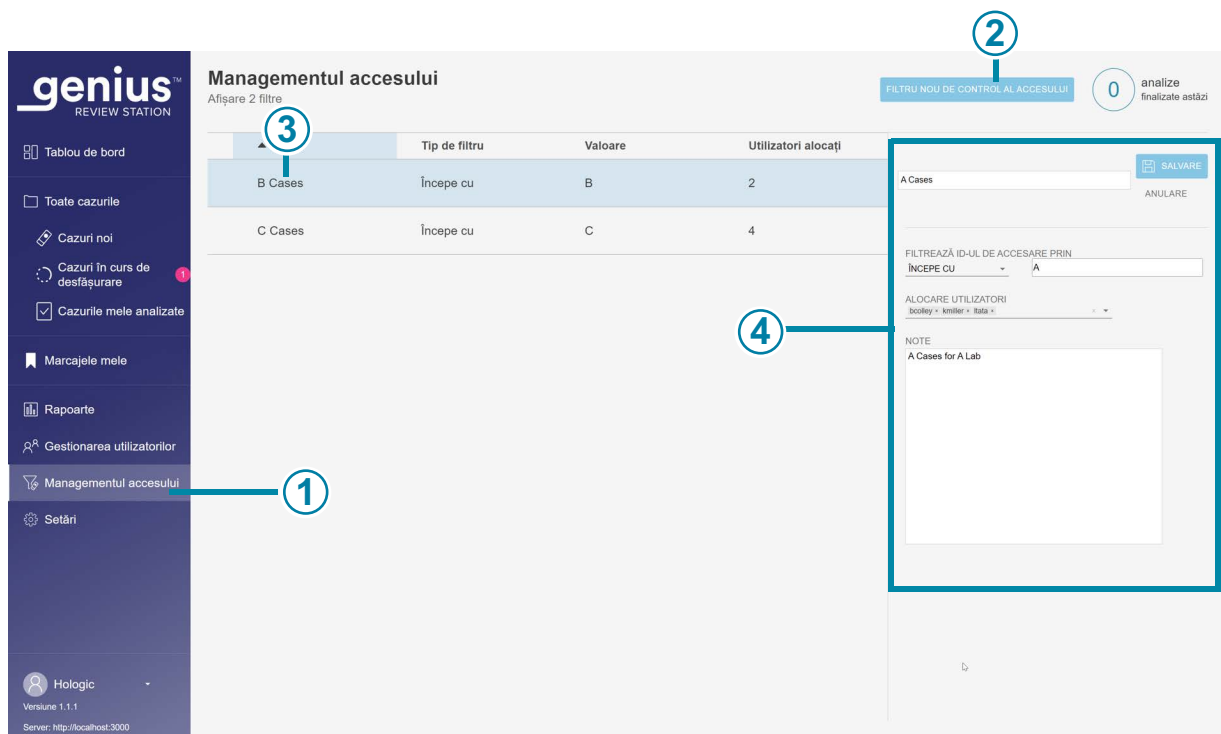 2
genius™
REVIEW STATION
Managementul accesului
Afișare 2 filtre
FILTRU NOU DE CONTROL AL ACCESULUI
0
analize
finalizate astăzi
3
Tablou de bord
Toate cazurile
Cazuri noi
Cazuri în curs de
desfășurare
1
Cazurile mele analizate
Marcajele mele
Rapoarte
Gestionarea utilizatorilor
Managementul accesului
Setări
Hologic
Versiune 1.1.1
Server: http://localhost:3000
Tip de filtru Valoare Utilizatori alocați
B Cases Începe cu B 2
C Cases Începe cu C 4
1
4
A Cases
SALVARE
ANULARE
FILTREAZĂ ID-UL DE ACCESARE PRIN
ÎNCEPE CU A
ALOCARE UTILIZATORI
bcolley × kmiller × ltata ×
NOTE
A Cases for A Lab